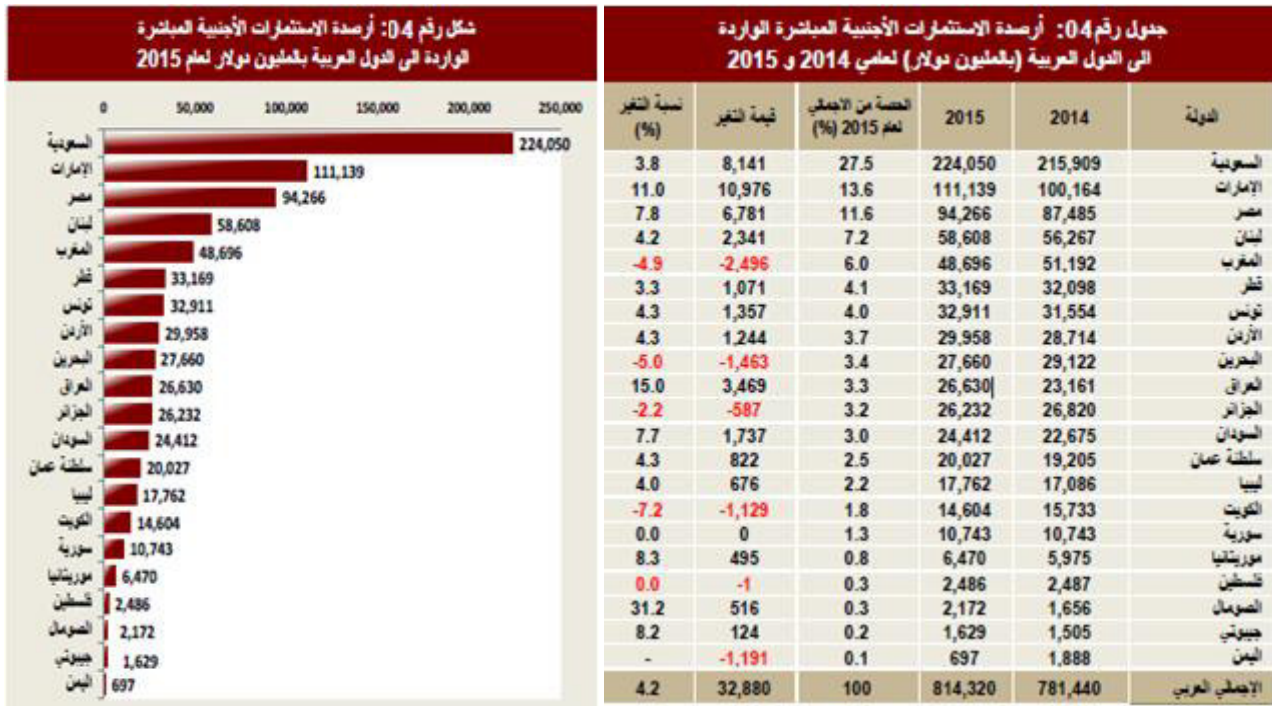 جدول رقم 04: أرصدة الاستثمارات الأجنبية المباشرة الواردة
الى الدول العربية (بالمليون دولار) لعامي 2014 و 2015
الدولة 2014 2015 الحصة من الاجمالي لعام 2015 (%) قيمة التغير نسبة التغير (%)
السعودية 215,909 224,050 27.5 8,141 3.8
الإمارات 100,164 111,139 13.6 10,976 11.0
مصر 87,485 94,266 11.6 6,781 7.8
لبنان 56,267 58,608 7.2 2,341 4.2
المغرب 51,192 48,696 6.0 -2,496 -4.9
قطر 32,098 33,169 4.1 1,071 3.3
تونس 31,554 32,911 4.0 1,357 4.3
الأردن 28,714 29,958 3.7 1,244 4.3
البحرين 29,122 27,660 3.4 -1,463 -5.0
العراق 23,161 26,630 3.3 3,469 15.0
الجزائر 26,820 26,232 3.2 -587 -2.2
السودان 22,675 24,412 3.0 1,737 7.7
سلطنة عمان 19,205 20,027 2.5 822 4.3
ليبيا 17,086 17,762 2.2 676 4.0
الكويت 15,733 14,604 1.8 -1,129 -7.2
سورية 10,743 10,743 1.3 0 0.0
موريتانيا 5,975 6,470 0.8 495 8.3
فلسطين 2,487 2,486 0.3 -1 0.0
الصومال 1,656 2,172 0.3 516 31.2
جيبوتي 1,505 1,629 0.2 124 8.2
اليمن 1,888 697 0.1 -1,191 -
الإجمالي العربي 781,440 814,320 100 32,880 4.2
شكل رقم 04: أرصدة الاستثمارات الأجنبية المباشرة
الواردة الى الدول العربية بالمليون دولار لعام 2015
0 50,000 100,000 150,000 200,000 250,000
السعودية 224,050
الإمارات 111,139
مصر 94,266
لبنان 58,608
المغرب 48,696
قطر 33,169
تونس 32,911
الأردن 29,958
البحرين 27,660
العراق 26,630
الجزائر 26,232
السودان 24,412
سلطنة عمان 20,027
ليبيا 17,762
الكويت 14,604
سورية 10,743
موريتانيا 6,470
فلسطين 2,486
الصومال 2,172
جيبوتي 1,629
اليمن 697